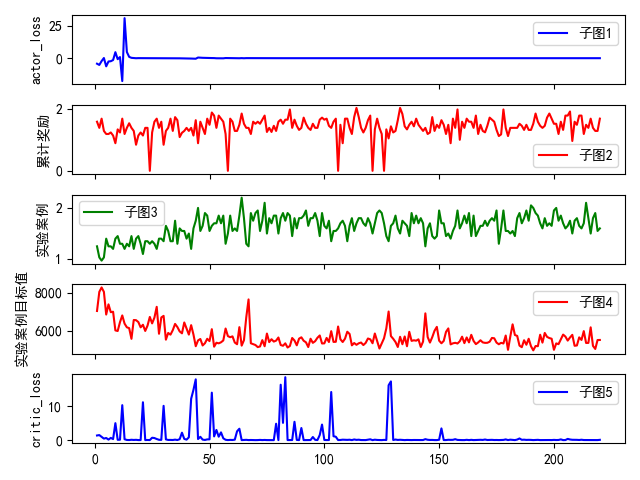 actor_loss
25
0
子图1
累计奖励
2
0
子图2
实验案例
2
1
子图3
实验案例目标值
8000
6000
子图4
critic_loss
10
0
子图5
0 50 100 150 200